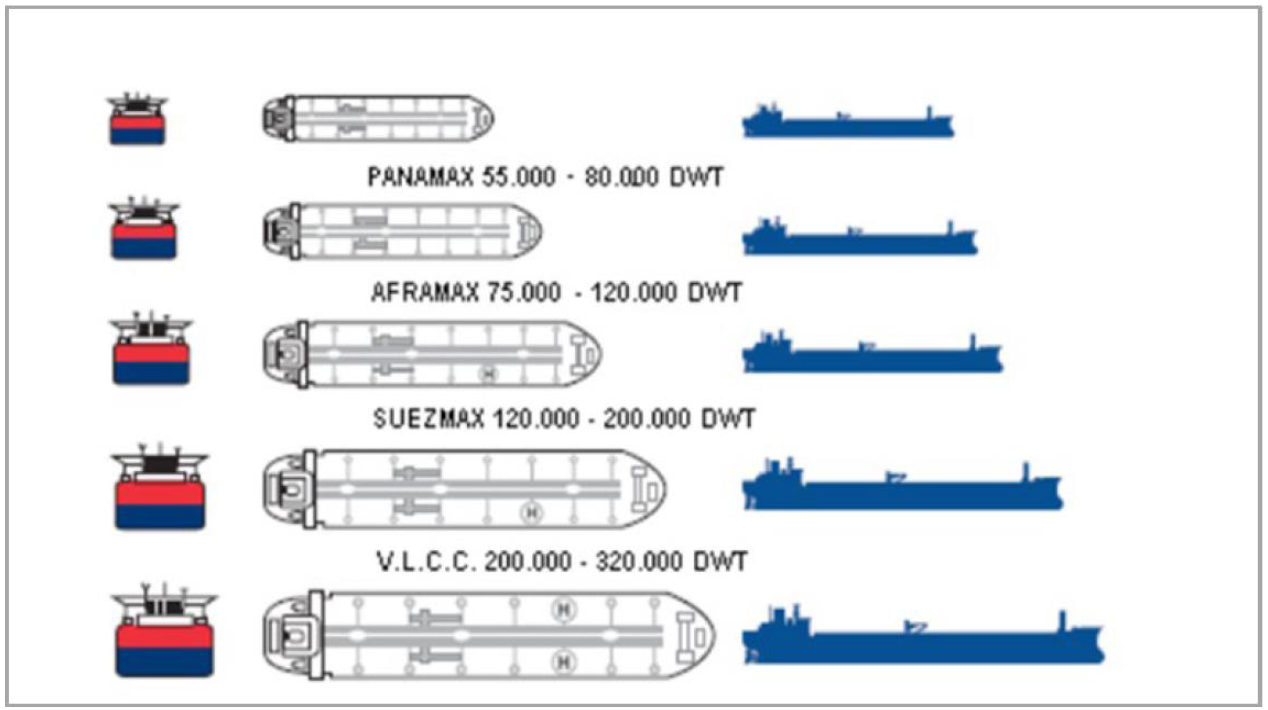 PANAMAX 55.000 - 80.000 DWT
AFRAMAX 75.000 - 120.000 DWT
SUEZMAX 120.000 - 200.000 DWT
H
V.L.C.C. 200.000 - 320.000 DWT
H
H
H